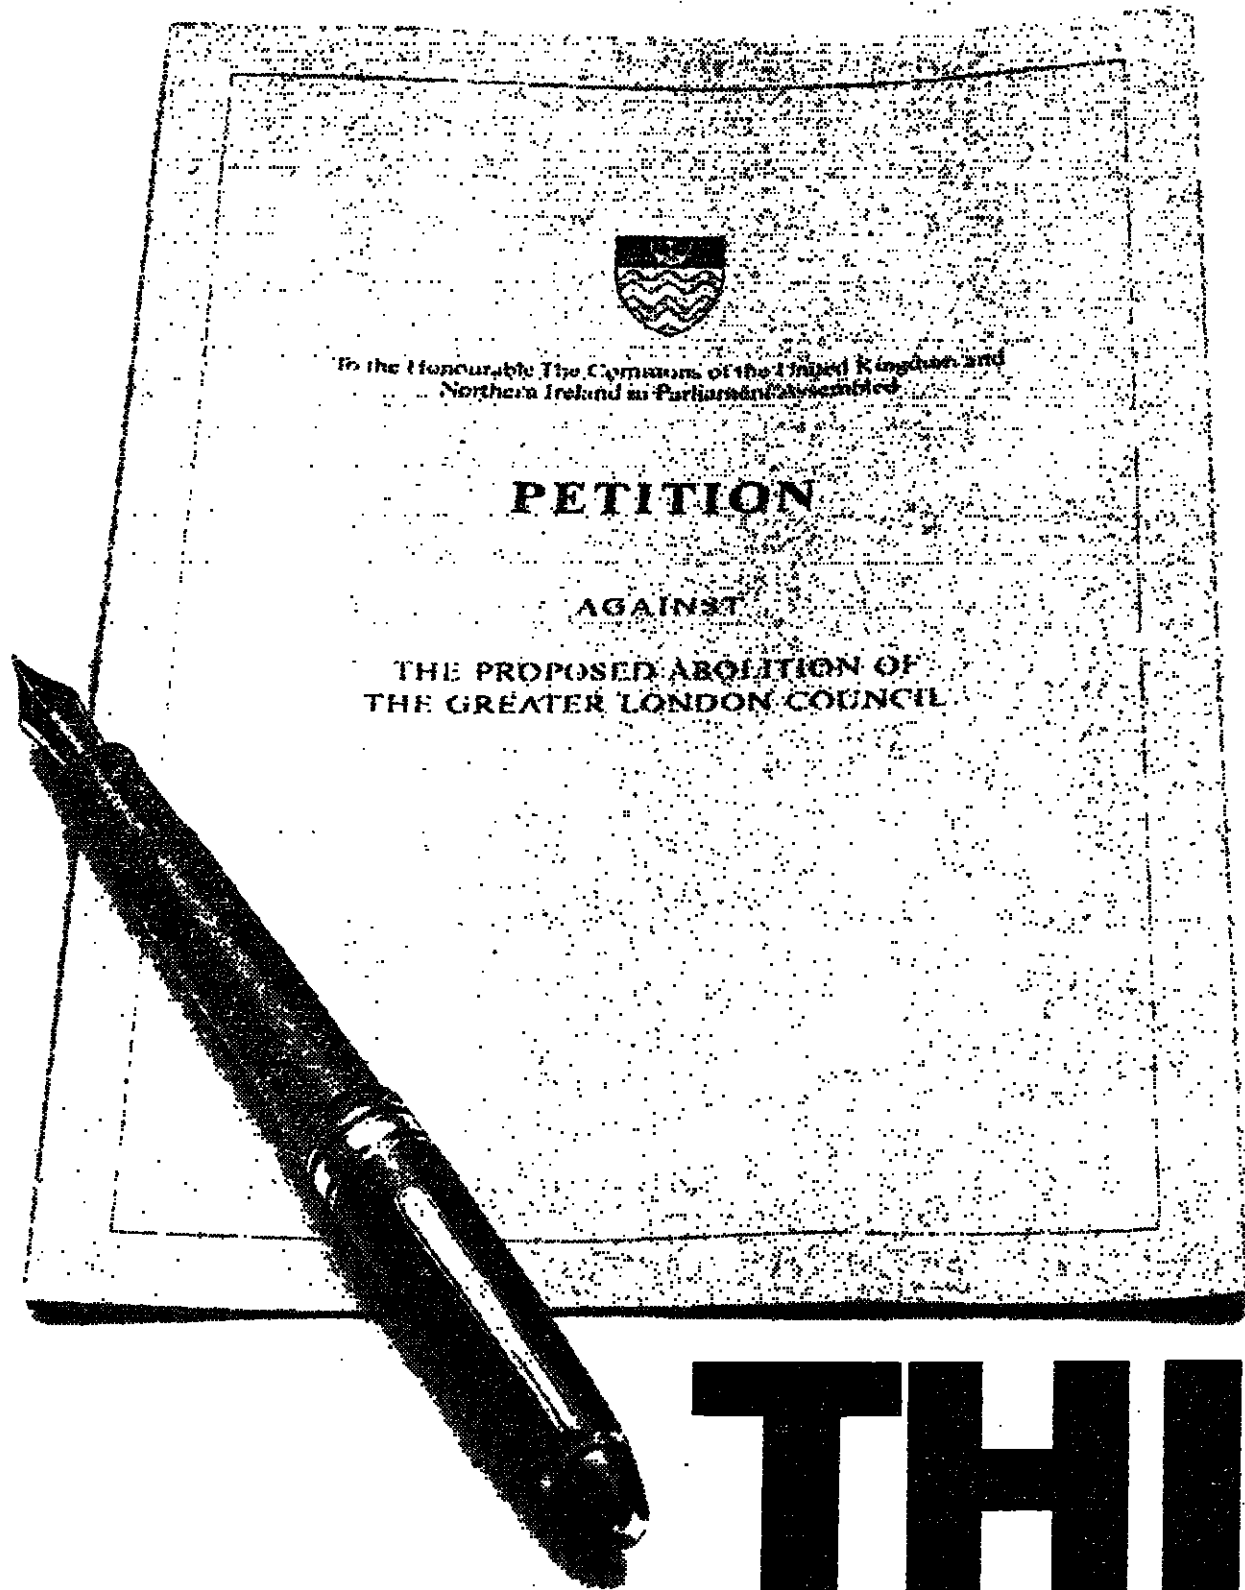 To the Honourable The Commons of the United Kingdom and
Northern Ireland in Parliament Assembled
PETITION
AGAINST
THE PROPOSED ABOLITION OF
THE GREATER LONDON COUNCIL
THI